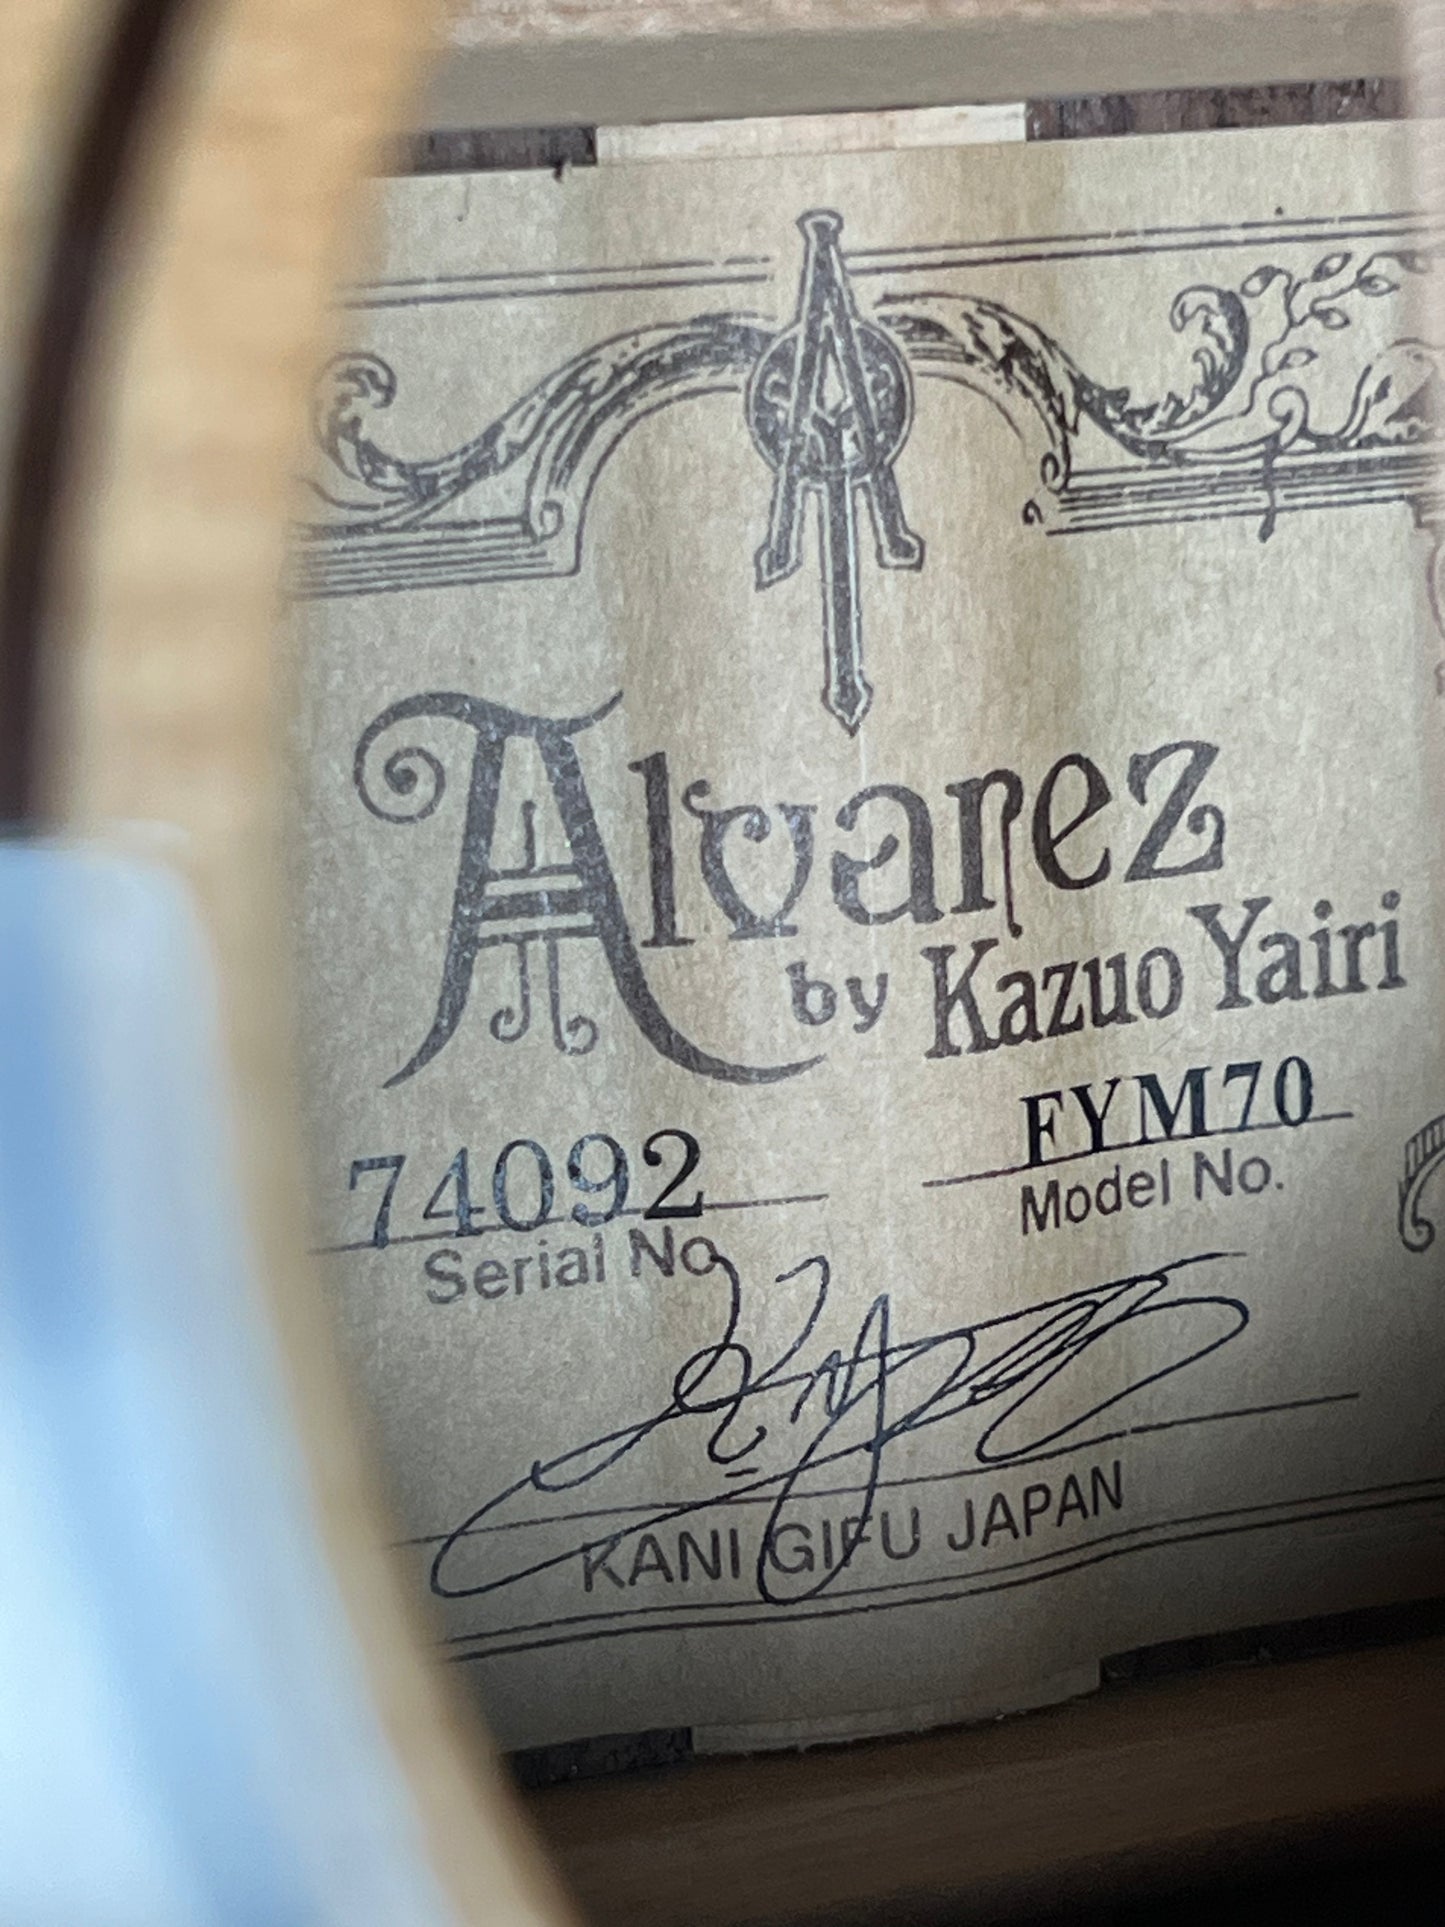 Alvarez
by Kazuo Yairi
74092 FYM70
Serial No. Model No.
KANI GIFU JAPAN